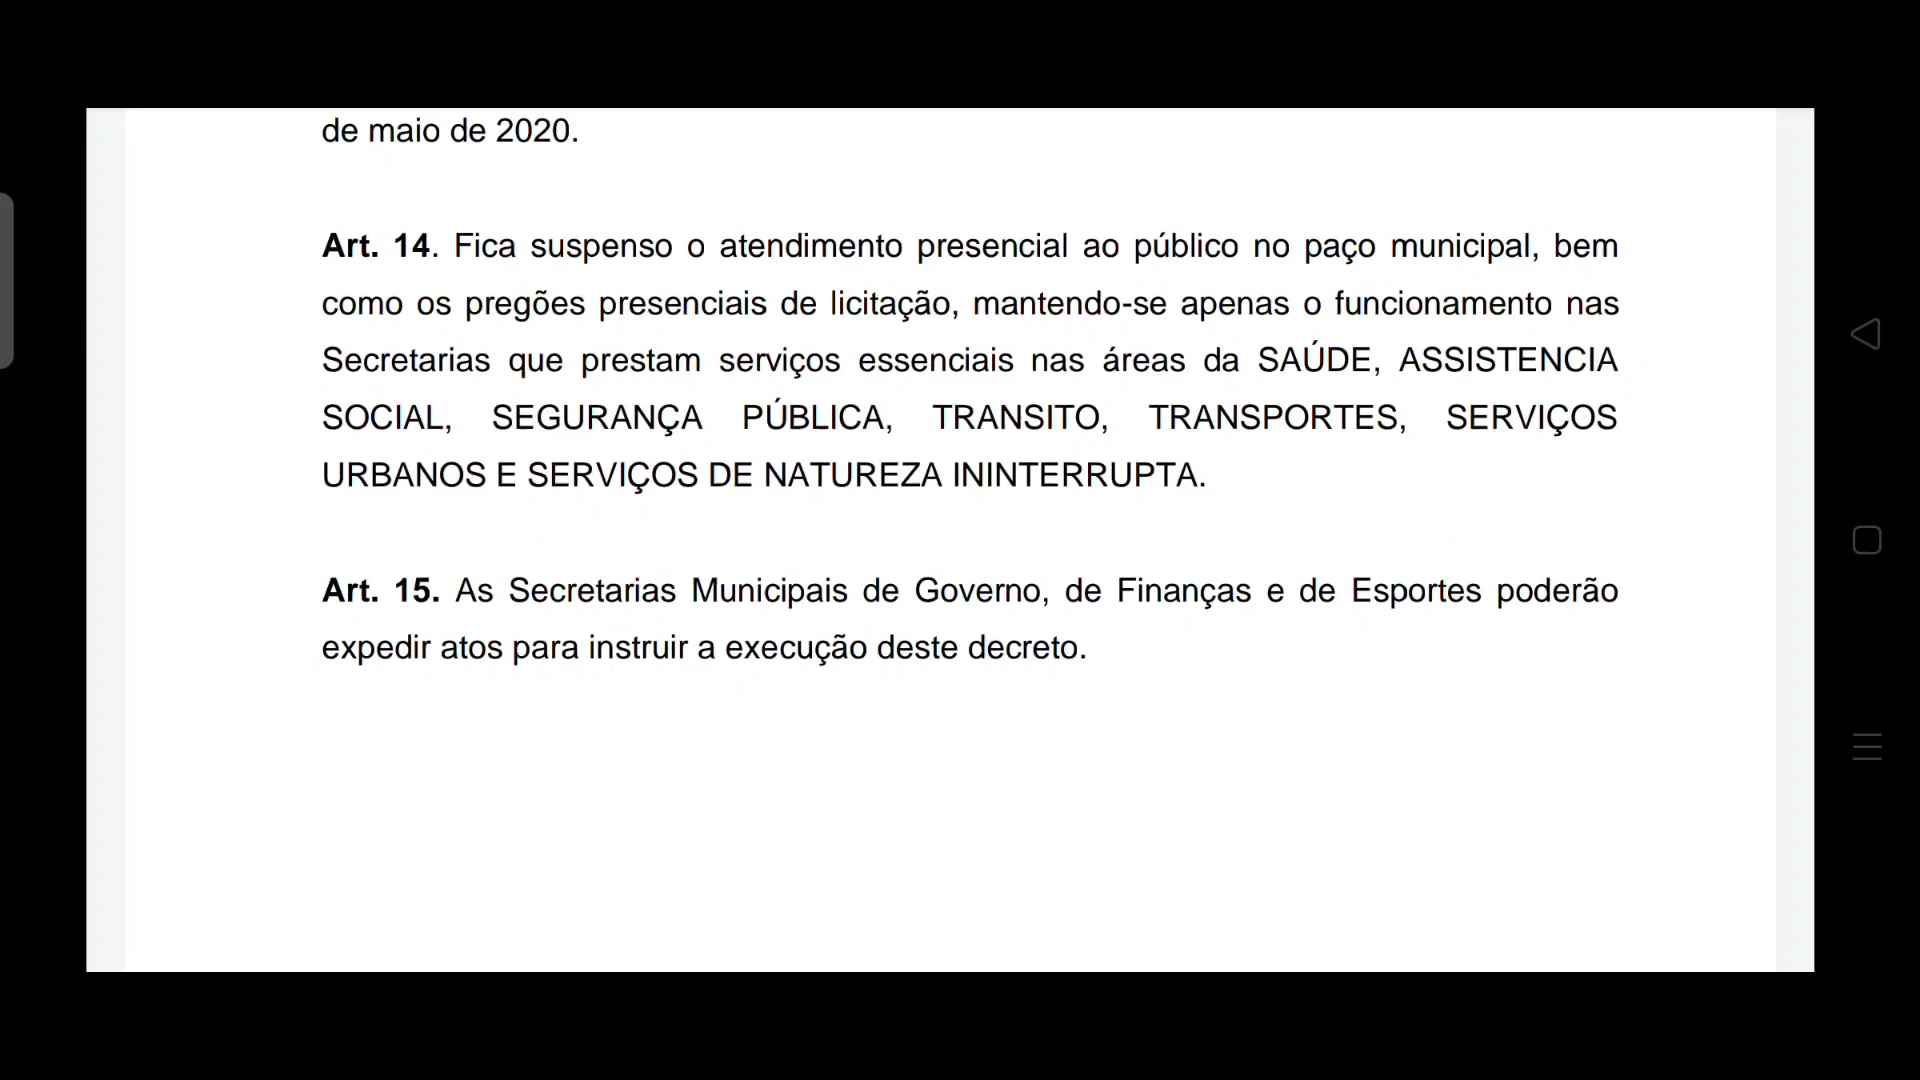 de maio de 2020.
Art. 14. Fica suspenso o atendimento presencial ao público no paço municipal, bem
como os pregões presenciais de licitação, mantendo-se apenas o funcionamento nas
Secretarias que prestam serviços essenciais nas áreas da SAÚDE, ASSISTENCIA
SOCIAL, SEGURANÇA PÚBLICA, TRANSITO, TRANSPORTES, SERVIÇOS
URBANOS E SERVIÇOS DE NATUREZA ININTERRUPTA.
Art. 15. As Secretarias Municipais de Governo, de Finanças e de Esportes poderão
expedir atos para instruir a execução deste decreto.